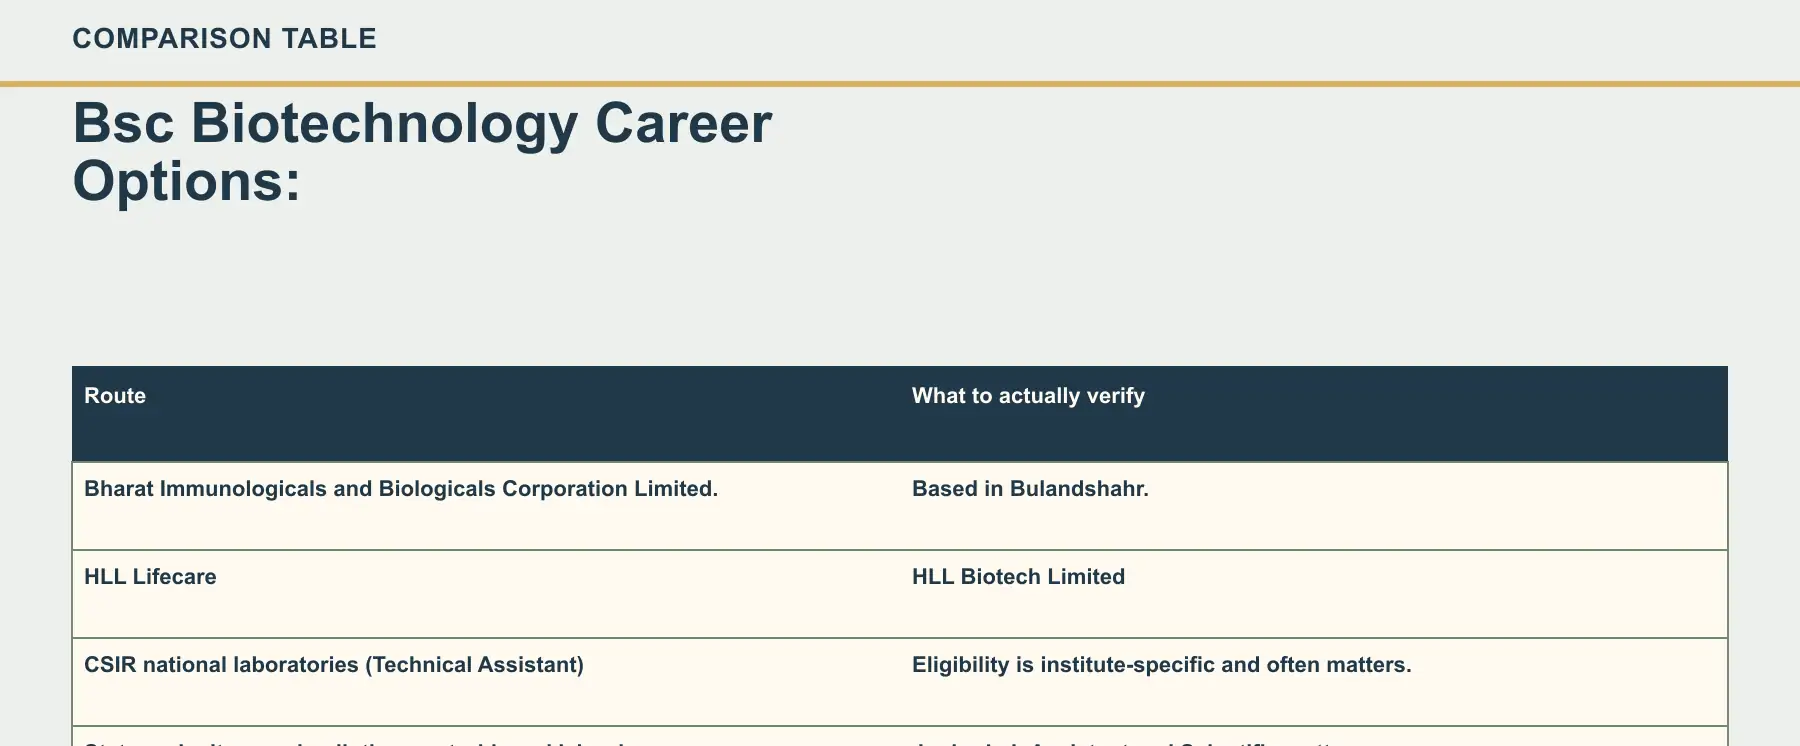 COMPARISON TABLE
Bsc Biotechnology Career
Options:
Route
What to actually verify
Bharat Immunologicals and Biologicals Corporation Limited.
Based in Bulandshahr.
HLL Lifecare
HLL Biotech Limited
CSIR national laboratories (Technical Assistant)
Eligibility is institute-specific and often matters.